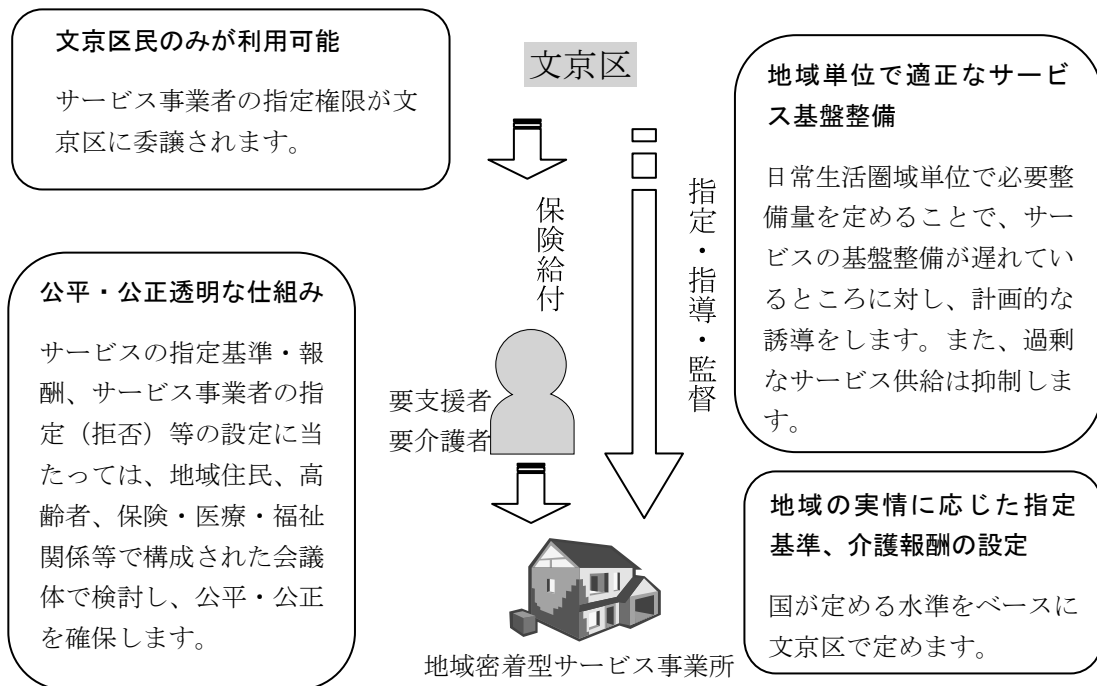 文京区民のみが利用可能
サービス事業者の指定権限が文
京区に委譲されます。
公平・公正透明な仕組み
サービスの指定基準・報
酬、サービス事業者の指
定（拒否）等の設定に当
たっては、地域住民、高
齢者、保険・医療・福祉
関係等で構成された会議
体で検討し、公平・公正
を確保します。
文京区
保険給付
指定・指導・監督
要支援者
要介護者
地域密着型サービス事業所
地域単位で適正なサービ
ス基盤整備
日常生活圏域単位で必要整
備量を定めることで、サー
ビスの基盤整備が遅れてい
るところに対し、計画的な
誘導をします。また、過剰
なサービス供給は抑制しま
す。
地域の実情に応じた指定
基準、介護報酬の設定
国が定める水準をベースに
文京区で定めます。